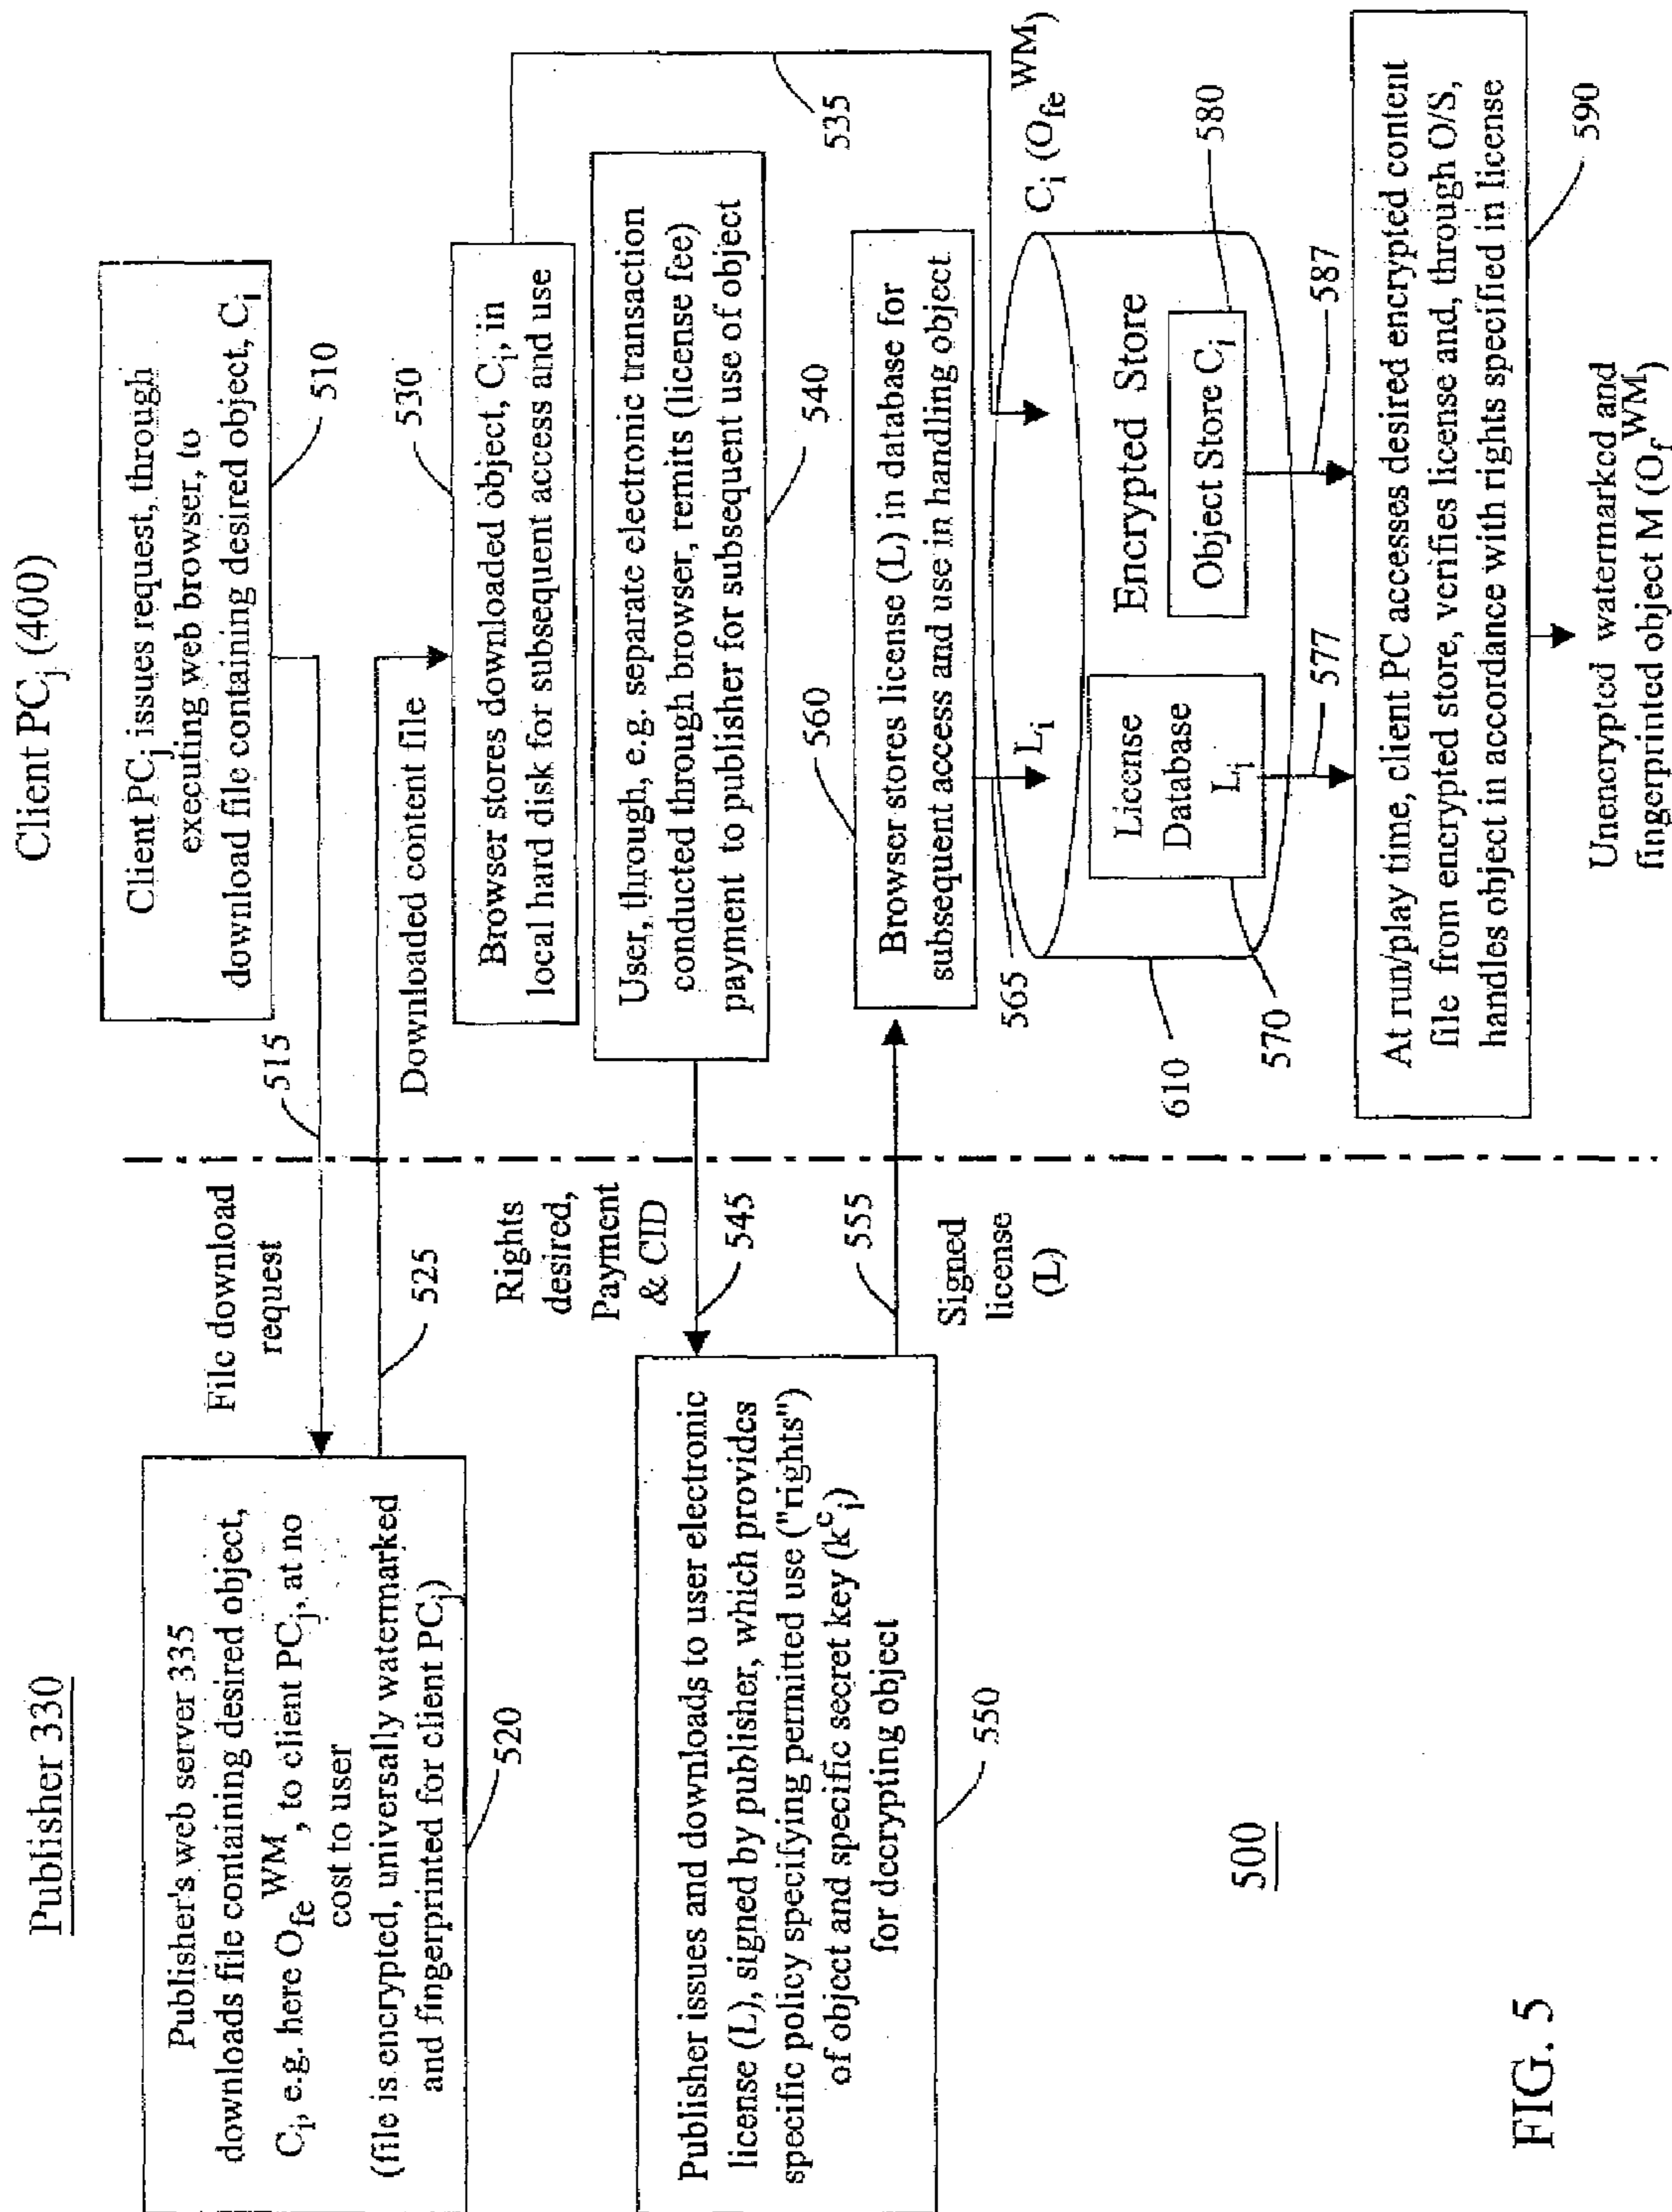 Publisher 330
Client PCj (400)
Client PCj issues request, through
executing web browser, to
download file containing desired object, Ci
510
515
File download
request
Publisher's web server 335
downloads file containing desired object,
Ci, e.g. here Ofe^WM, to client PCj, at no
cost to user
(file is encrypted, universally watermarked
and fingerprinted for client PCj)
520
525
Downloaded content file
530
Browser stores downloaded object, Ci, in
local hard disk for subsequent access and use
535
User, through, e.g. separate electronic transaction
conducted through browser, remits (license fee)
payment to publisher for subsequent use of object
540
Rights
desired,
Payment
& CID
545
Publisher issues and downloads to user electronic
license (L), signed by publisher, which provides
specific policy specifying permitted use ("rights")
of object and specific secret key (k^c i)
for decrypting object
550
555
Signed
license
(L)
560
Browser stores license (L) in database for
subsequent access and use in handling object
565
Li
Ci (Ofe^WM)
610
Encrypted Store
License
Database
Li
570
Object Store Ci
580
577
587
At run/play time, client PC accesses desired encrypted content
file from encrypted store, verifies license and, through O/S,
handles object in accordance with rights specified in license
590
Unencrypted watermarked and
fingerprinted object M (Of^WM)
500
FIG. 5